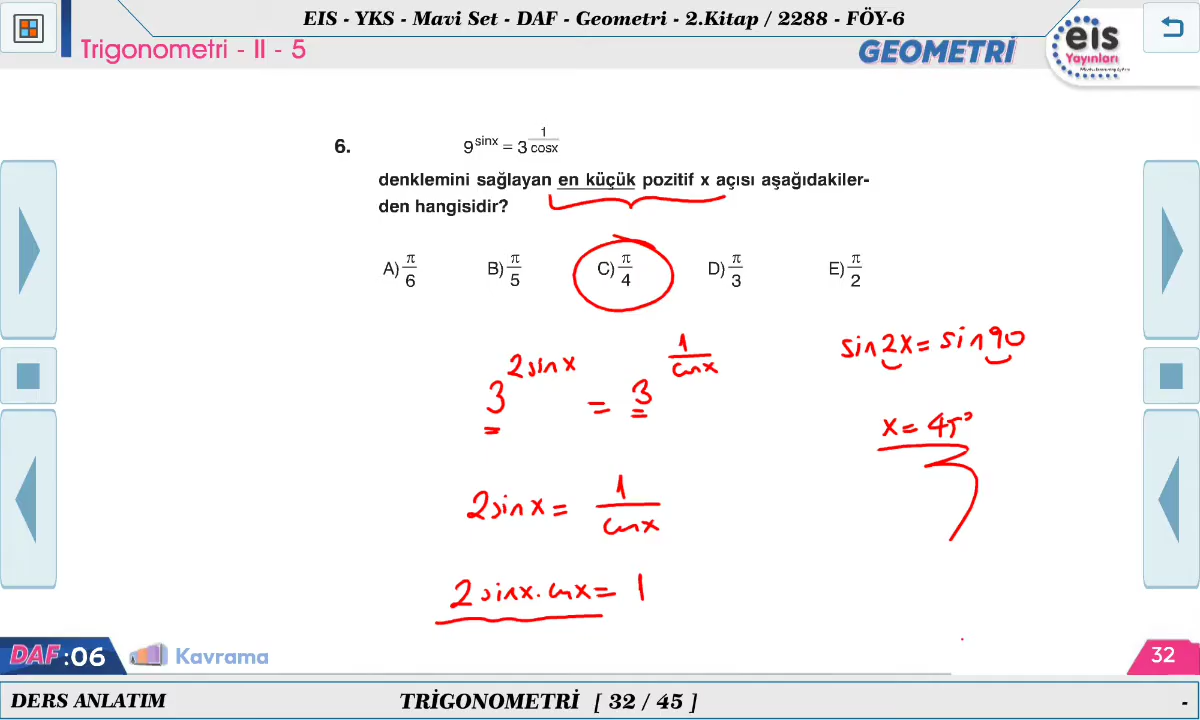 EIS - YKS - Mavi Set - DAF - Geometri - 2.Kitap / 2288 - FÖY-6
Trigonometri - II - 5
GEOMETRİ
eis
Yayınları
6.
9^sinx = 3^(1/cosx)
denklemini sağlayan en küçük pozitif x açısı aşağıdakiler-
den hangisidir?
A) π/6 B) π/5 C) π/4 D) π/3 E) π/2
3^(2sinx) = 3^(1/cosx)
2sinx = 1/cosx
2sinx.cosx = 1
sin2x = sin90
x = 45°
DAF:06
Kavrama
32
DERS ANLATIM
TRİGONOMETRİ [ 32 / 45 ]
-